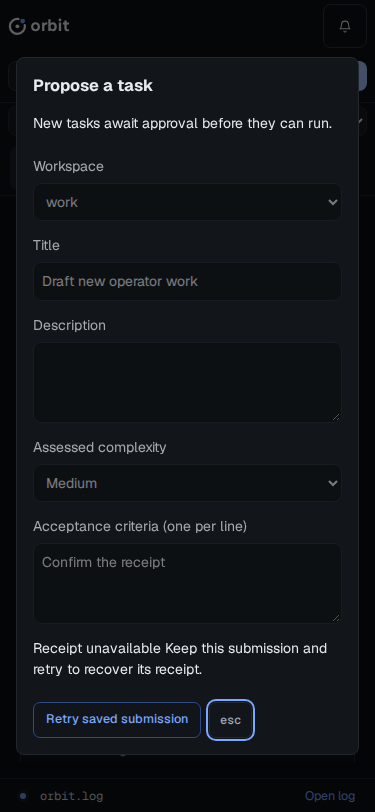 orbit
Propose a task
New tasks await approval before they can run.
Workspace
work
Title
Draft new operator work
Description
Assessed complexity
Medium
Acceptance criteria (one per line)
Confirm the receipt
Receipt unavailable Keep this submission and
retry to recover its receipt.
Retry saved submission esc
orbit.log Open log